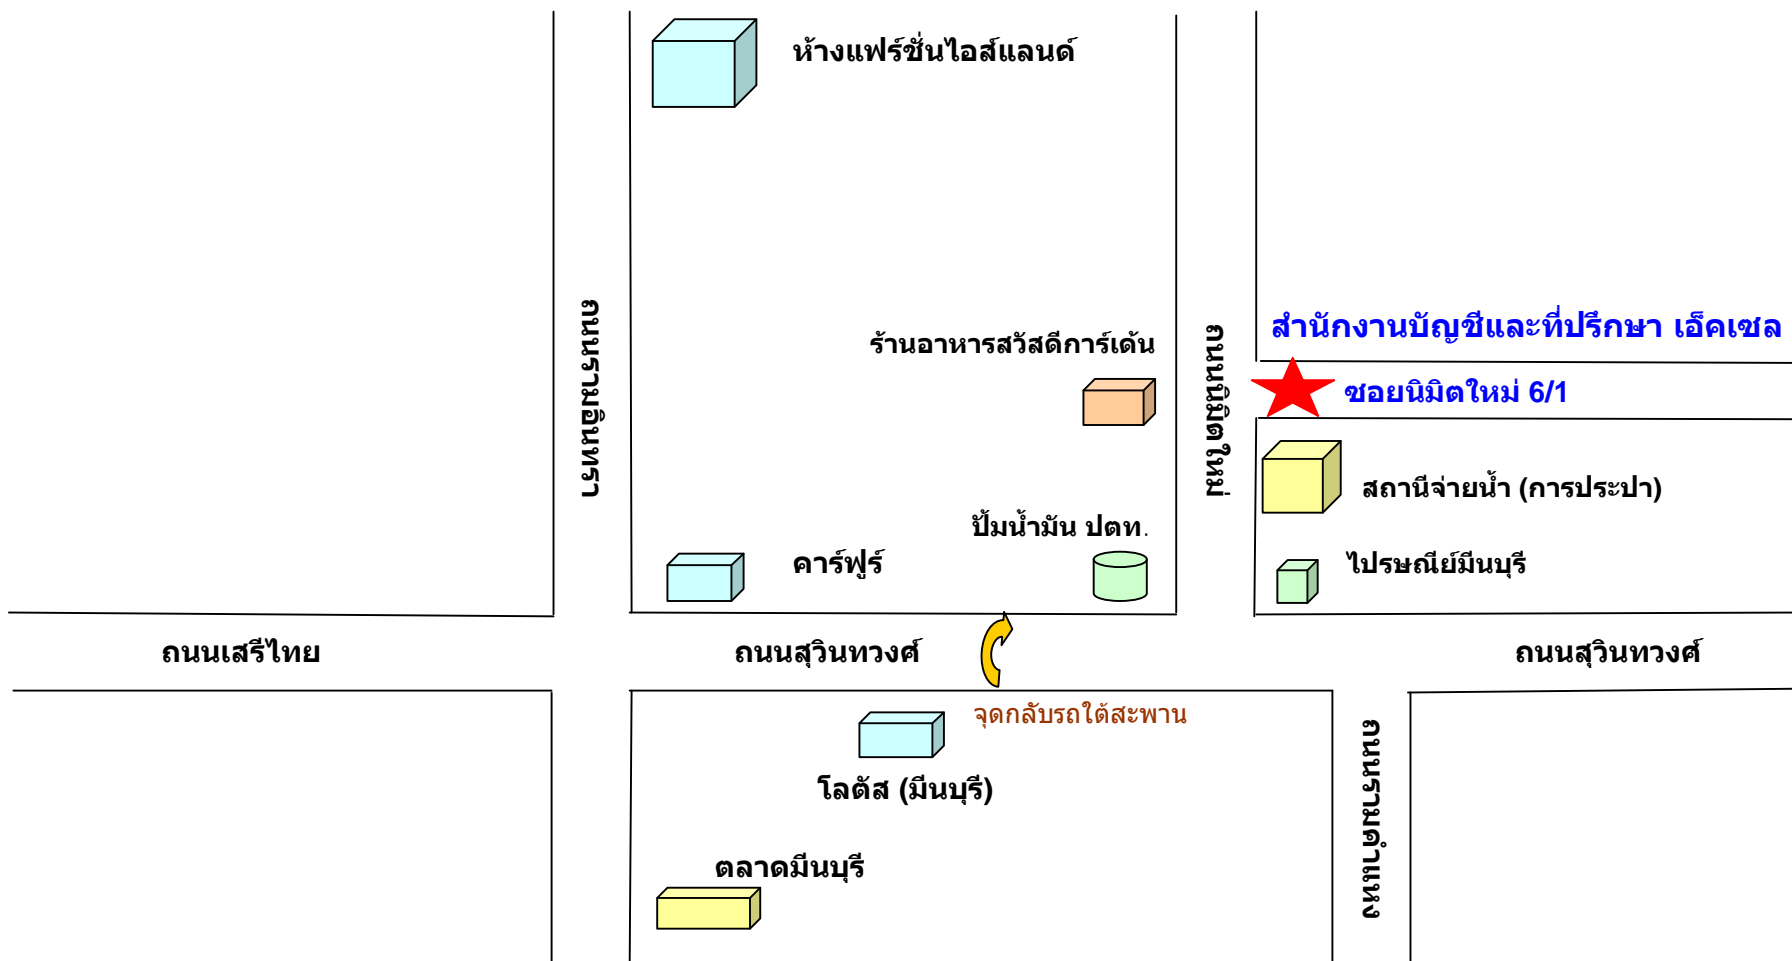 ห้างแฟร์ชั่นไอส์แลนด์
ถนนรามอินทรา
ร้านอาหารสวัสดีการ์เด้น
ถนนนิมิตใหม่
สำนักงานบัญชีและที่ปรึกษา เอ็คเซล
ซอยนิมิตใหม่ 6/1
สถานีจ่ายน้ำ (การประปา)
ปั้มน้ำมัน ปตท.
คาร์ฟูร์
ไปรษณีย์มีนบุรี
ถนนเสรีไทย
ถนนสุวินทวงศ์
ถนนสุวินทวงศ์
จุดกลับรถใต้สะพาน
โลตัส (มีนบุรี)
ถนนรามคำแหง
ตลาดมีนบุรี